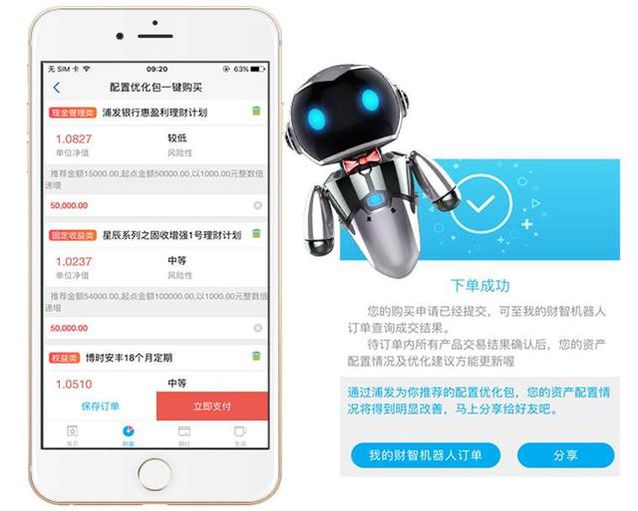 无 SIM 卡
09:20
63%
配置优化包一键购买
现金管理类 浦发银行惠盈利理财计划
1.0827 较低
单位净值 风险性
推荐金额15000.00,起点金额50000.00,以1000.00元整数倍
递增
50,000.00
固定收益类 星辰系列之固收增强1号理财计划
1.0237 中等
单位净值 风险性
推荐金额54000.00,起点金额100000.00,以1000.00元整数倍
递增
50,000.00
权益类 博时安丰18个月定期
1.0510 中等
保存订单 立即支付
首页 财富 银行 生活
下单成功
您的购买申请已经提交，可至我的财智机器人
订单查询成交结果。
待订单内所有产品交易结果确认后，您的资产
配置情况及优化建议方能更新喔
通过浦发为你推荐的配置优化包，您的资产配置情
况将得到明显改善，马上分享给好友吧。
我的财智机器人订单 分享